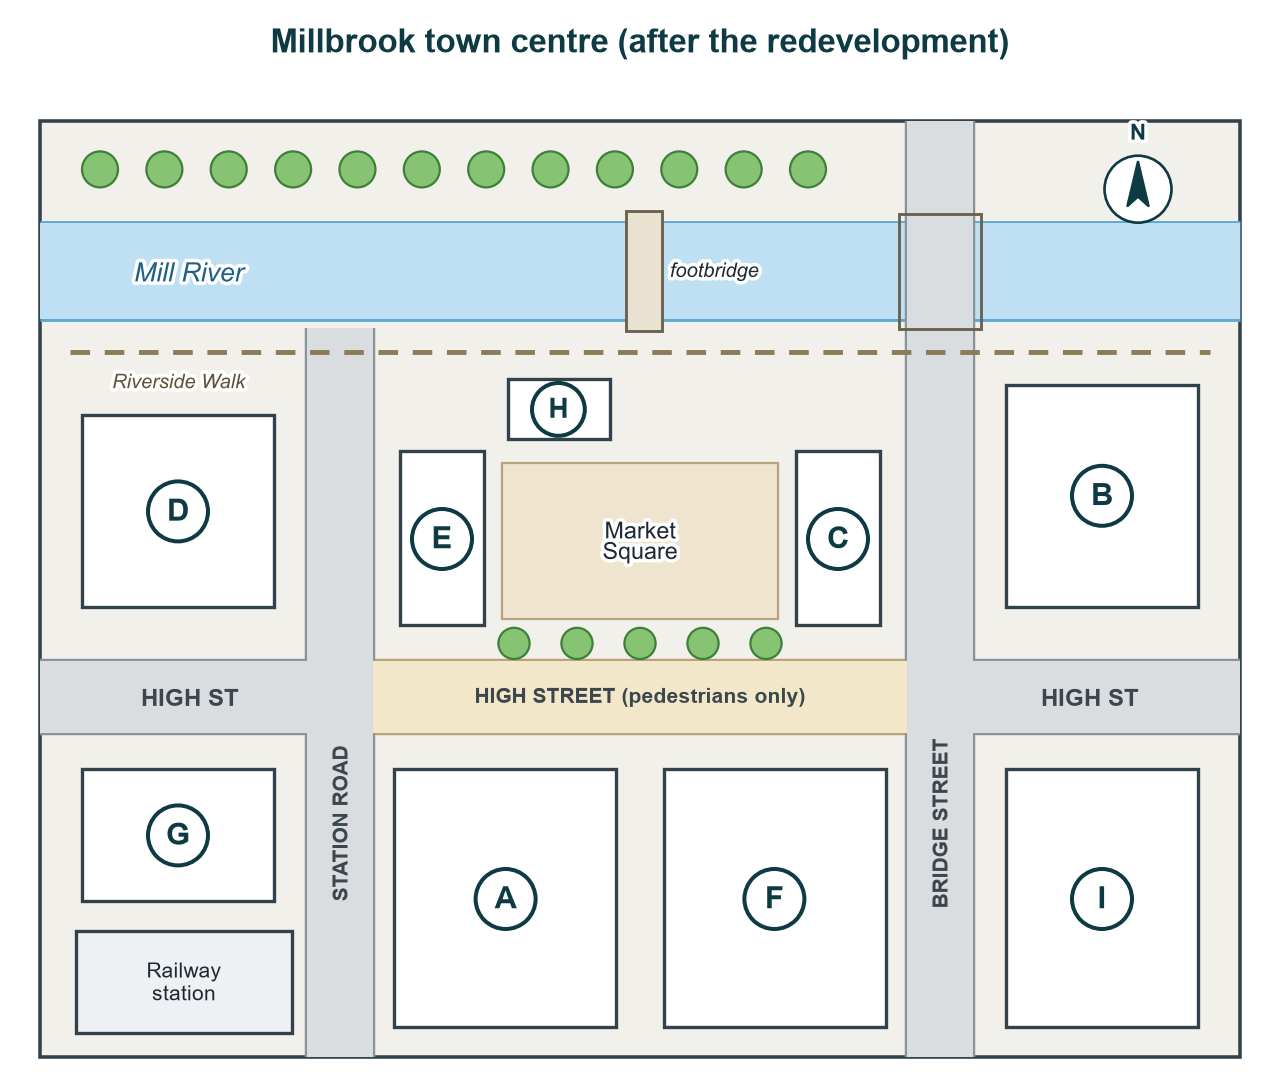 Millbrook town centre (after the redevelopment)
N
Mill River
footbridge
Riverside Walk
H
D
E
Market
Square
C
B
HIGH ST
HIGH STREET (pedestrians only)
HIGH ST
STATION ROAD
BRIDGE STREET
G
A
F
I
Railway
station